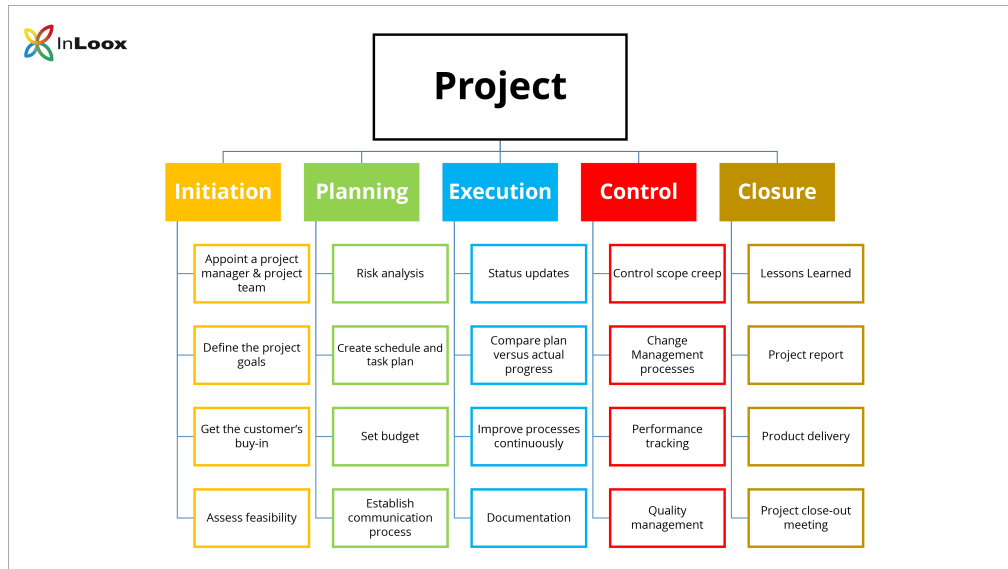 InLoox
Project
Initiation
Planning
Execution
Control
Closure
Appoint a project
manager & project
team
Define the project
goals
Get the customer’s
buy-in
Assess feasibility
Risk analysis
Create schedule and
task plan
Set budget
Establish
communication
process
Status updates
Compare plan
versus actual
progress
Improve processes
continuously
Documentation
Control scope creep
Change
Management
processes
Performance
tracking
Quality
management
Lessons Learned
Project report
Product delivery
Project close-out
meeting